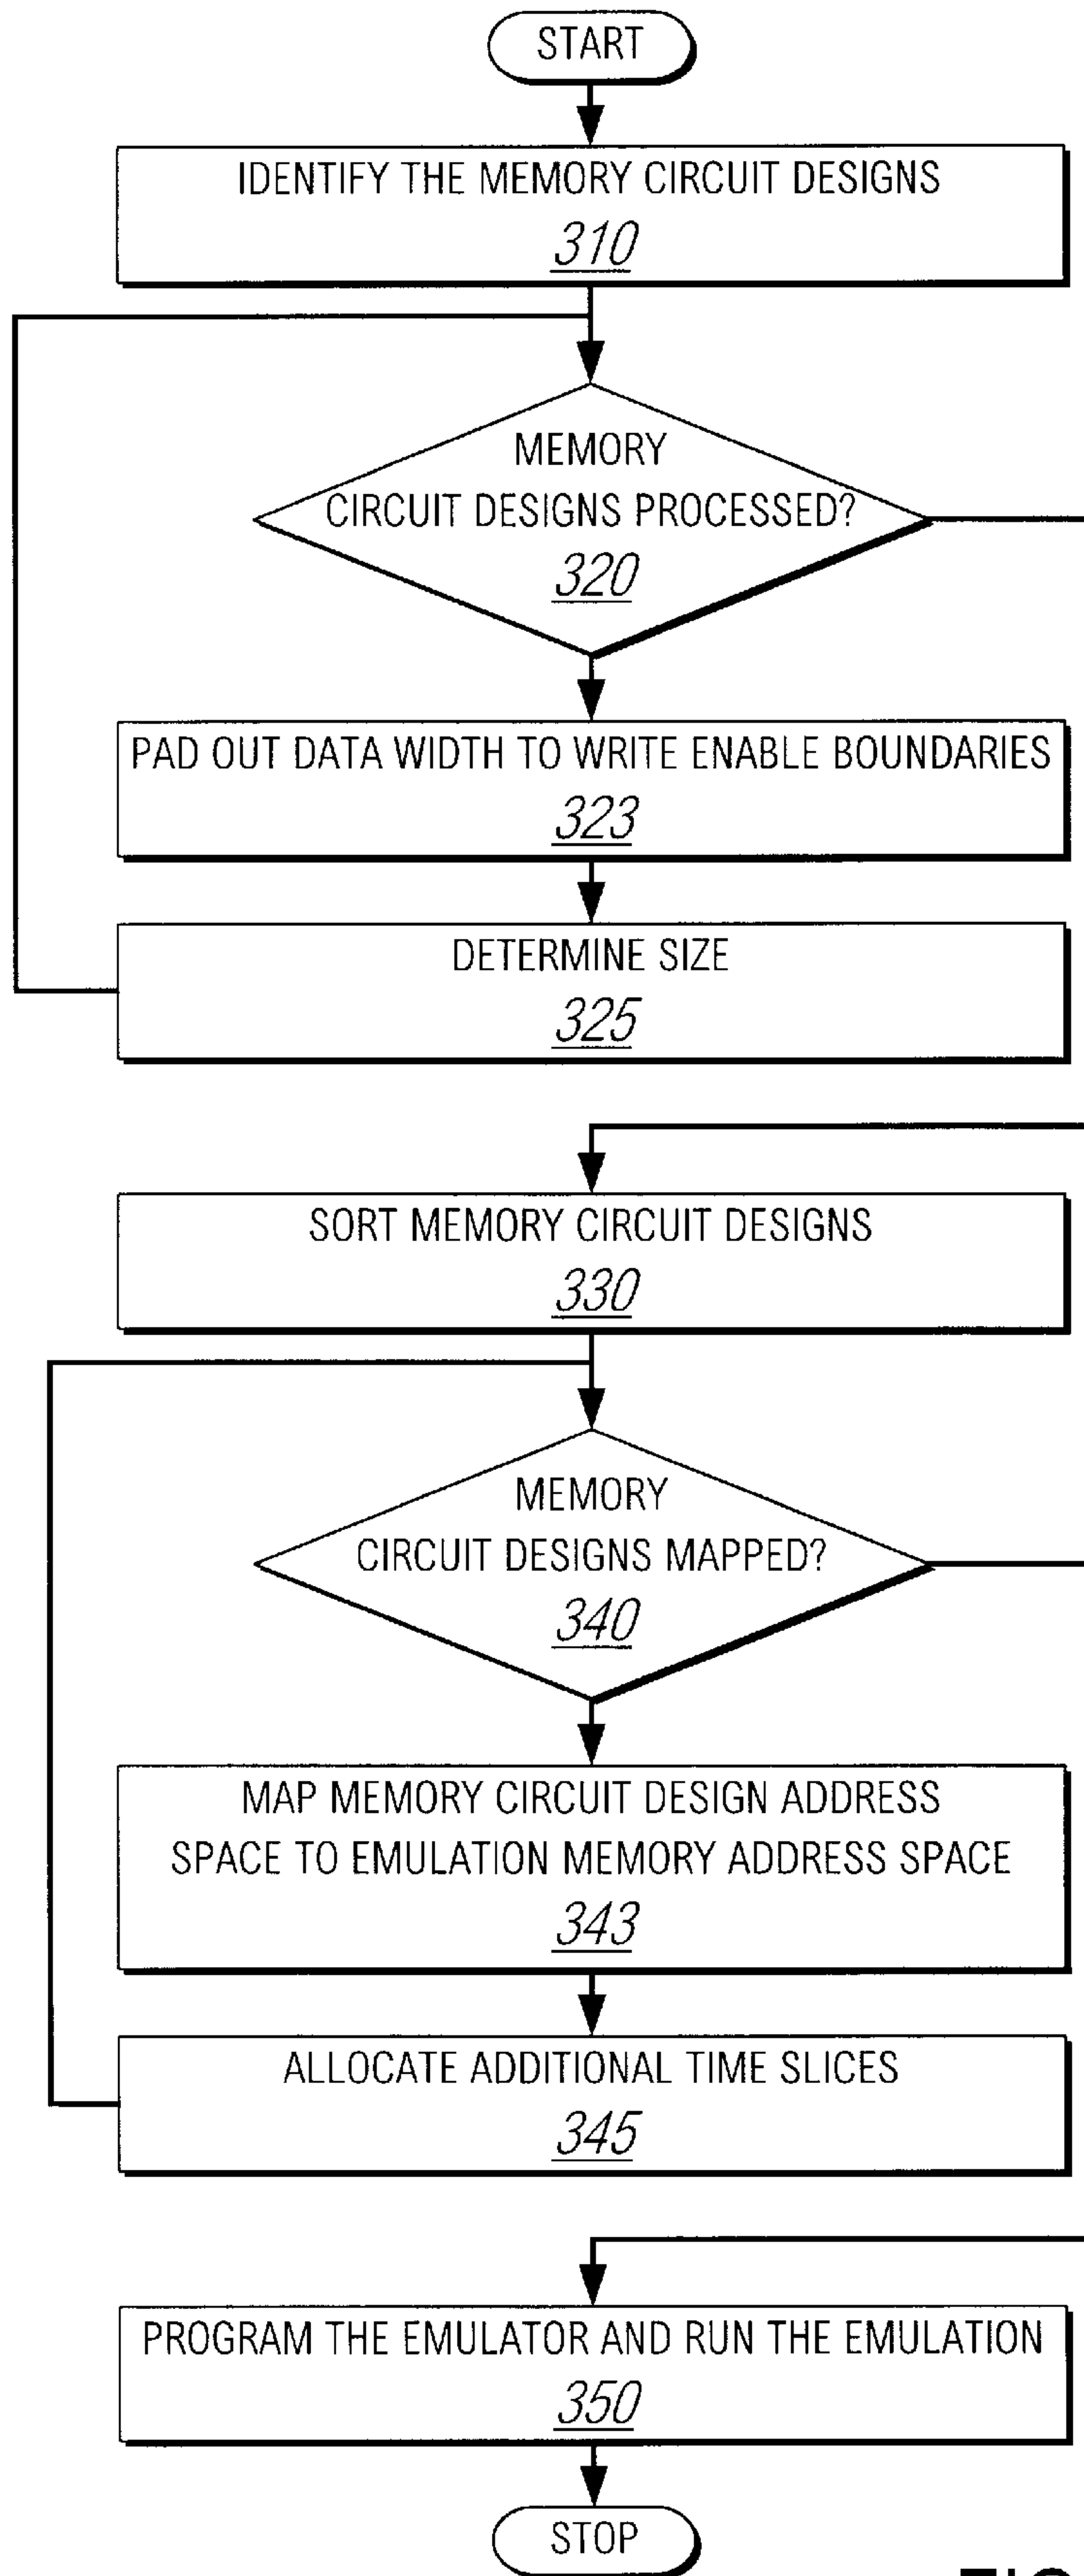 START
IDENTIFY THE MEMORY CIRCUIT DESIGNS
310
MEMORY
CIRCUIT DESIGNS PROCESSED?
320
PAD OUT DATA WIDTH TO WRITE ENABLE BOUNDARIES
323
DETERMINE SIZE
325
SORT MEMORY CIRCUIT DESIGNS
330
MEMORY
CIRCUIT DESIGNS MAPPED?
340
MAP MEMORY CIRCUIT DESIGN ADDRESS
SPACE TO EMULATION MEMORY ADDRESS SPACE
343
ALLOCATE ADDITIONAL TIME SLICES
345
PROGRAM THE EMULATOR AND RUN THE EMULATION
350
STOP